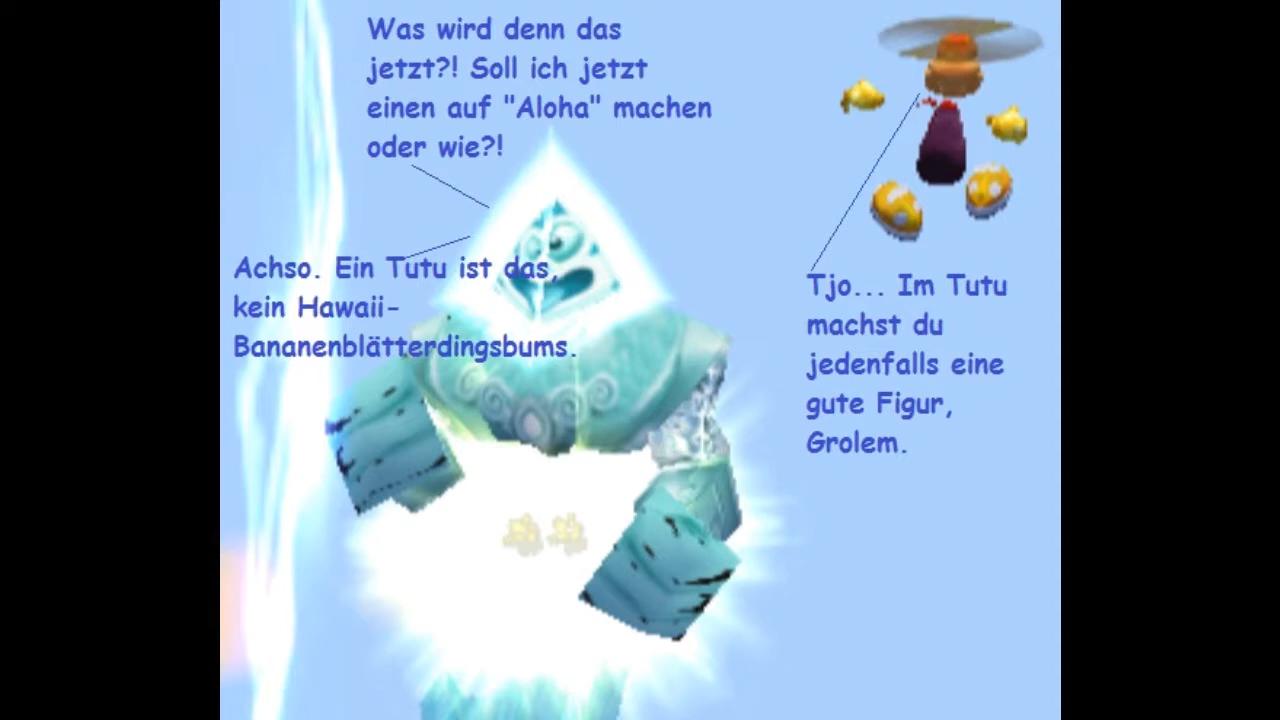 Was wird denn das
jetzt?! Soll ich jetzt
einen auf "Aloha" machen
oder wie?!
Achso. Ein Tutu ist das,
kein Hawaii-
Bananenblätterdingsbums.
Tjo... Im Tutu
machst du
jedenfalls eine
gute Figur,
Grolem.